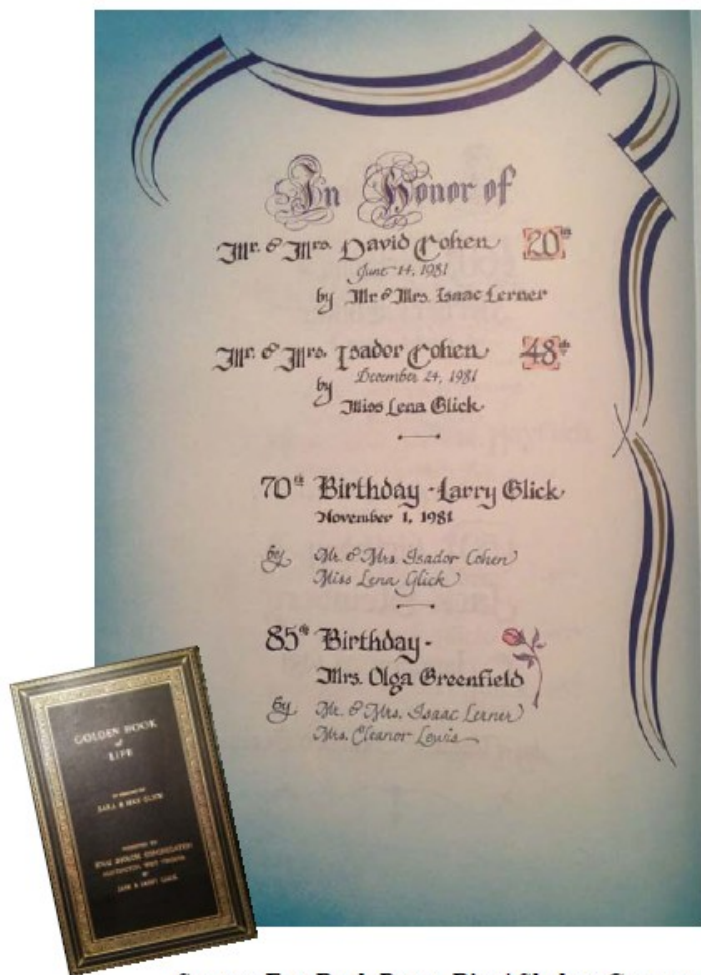 In Honor of
Mr. & Mrs. David Cohen 20th
June 14, 1981
by Mr & Mrs. Isaac Lerner
Mr. & Mrs. Isador Cohen 48th
December 24, 1981
by
Miss Lena Glick
70th Birthday - Larry Glick
November 1, 1981
by Mr. & Mrs. Isador Cohen
Miss Lena Glick
85th Birthday -
Mrs. Olga Greenfield
by Mr. & Mrs. Isaac Lerner
Mrs. Eleanor Lewis
GOLDEN BOOK
of
LIFE